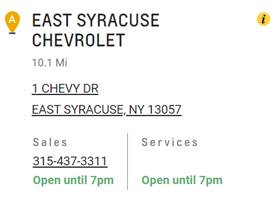 A
EAST SYRACUSE
CHEVROLET
i
10.1 Mi
1 CHEVY DR
EAST SYRACUSE, NY 13057
Sales
Services
315-437-3311
Open until 7pm
Open until 7pm